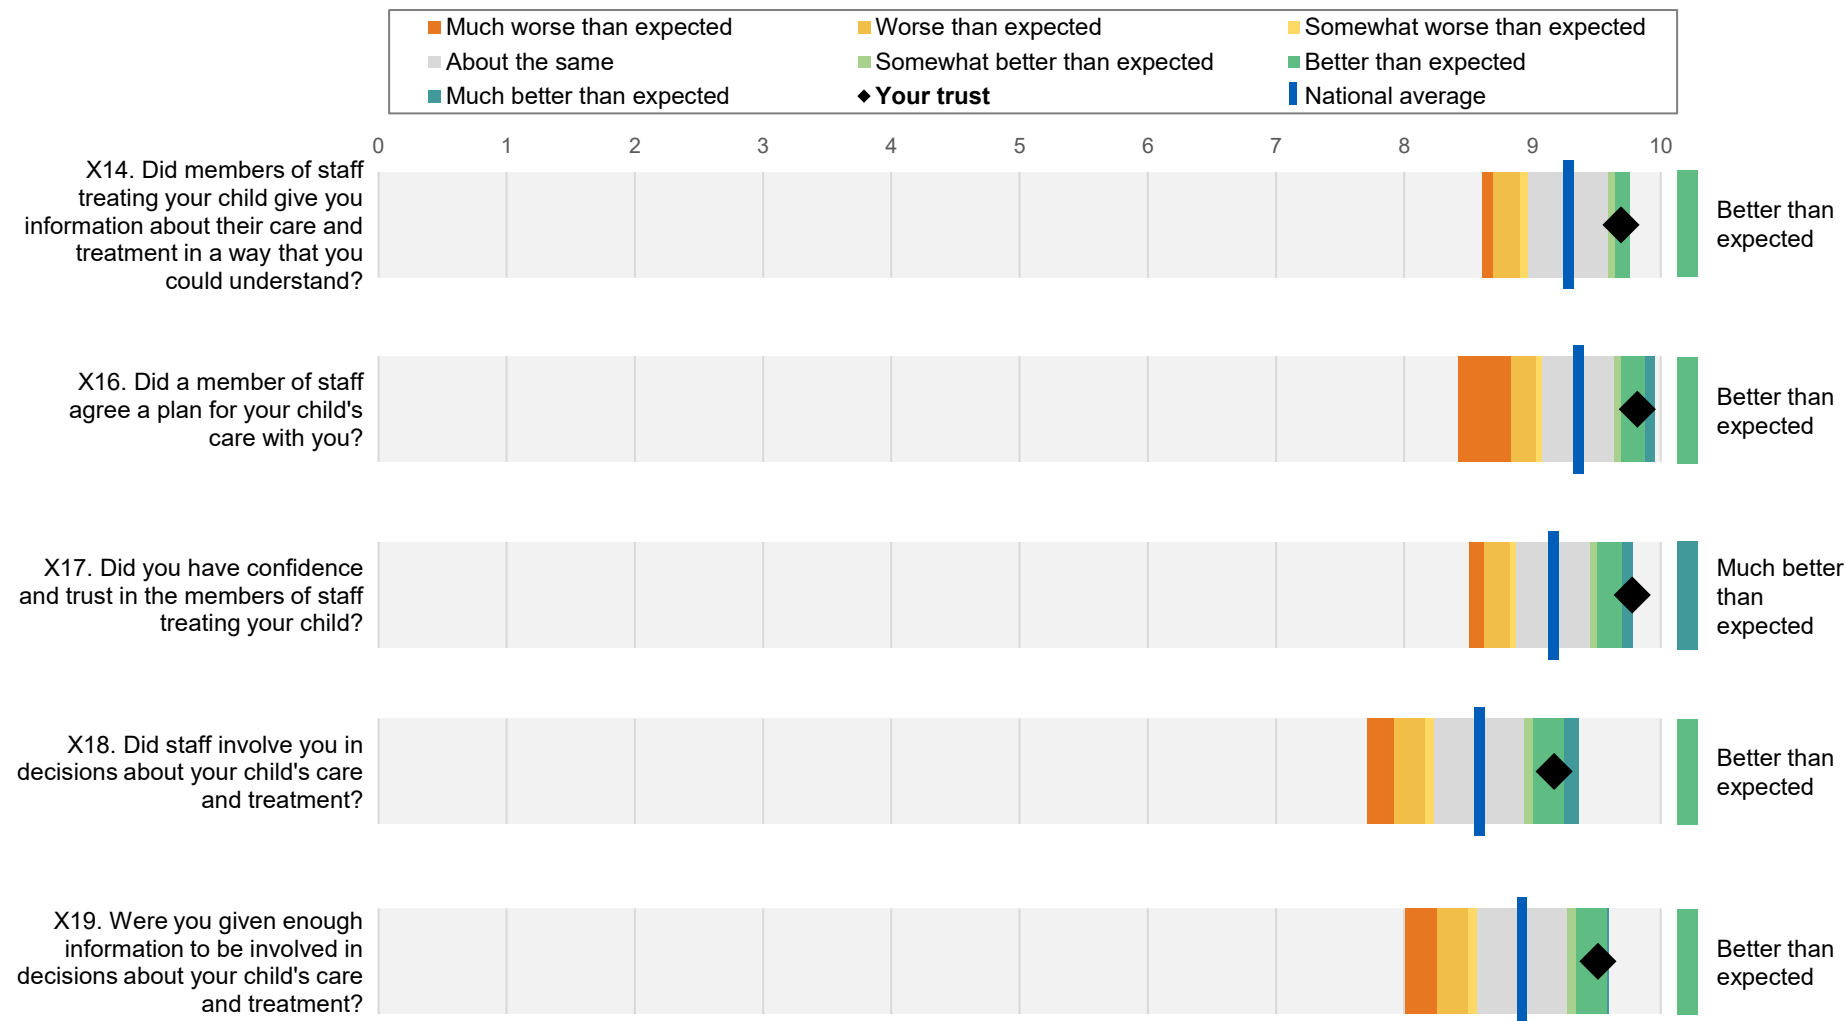 Much worse than expected
Worse than expected
Somewhat worse than expected
About the same
Somewhat better than expected
Better than expected
Much better than expected
Your trust
National average
0 1 2 3 4 5 6 7 8 9 10
X14. Did members of staff
treating your child give you
information about their care and
treatment in a way that you
could understand?
Better than
expected
X16. Did a member of staff
agree a plan for your child's
care with you?
Better than
expected
X17. Did you have confidence
and trust in the members of staff
treating your child?
Much better
than
expected
X18. Did staff involve you in
decisions about your child's care
and treatment?
Better than
expected
X19. Were you given enough
information to be involved in
decisions about your child's care
and treatment?
Better than
expected